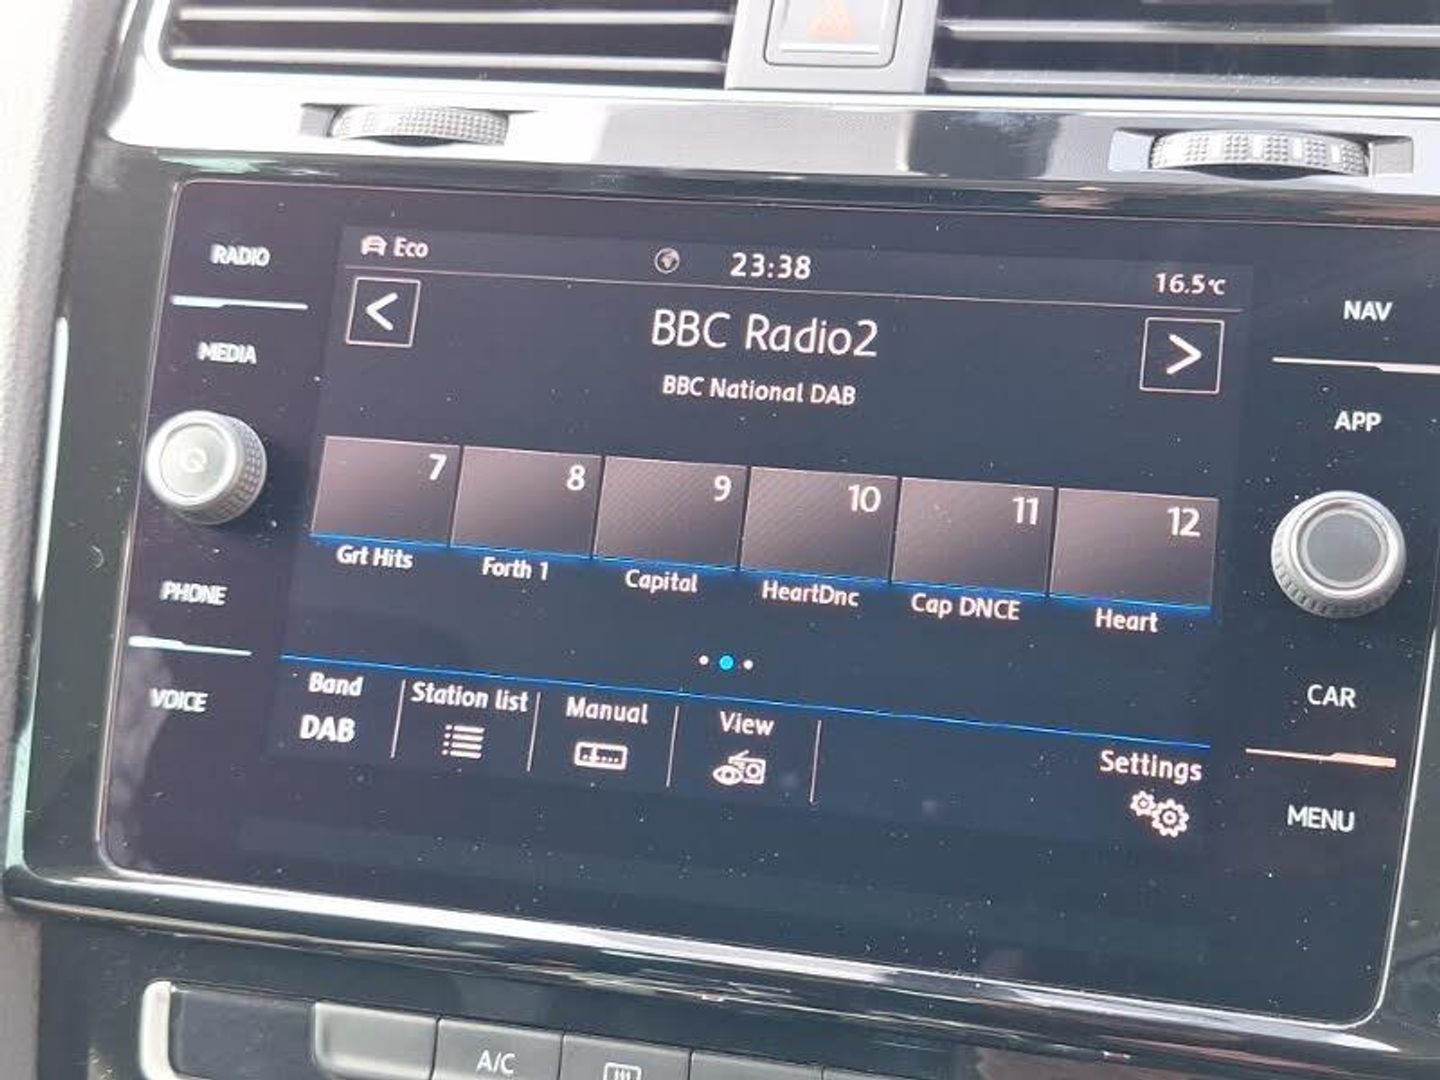 RADIO
MEDIA
PHONE
VOICE
Eco
23:38
16.5°C
<
BBC Radio2
>
BBC National DAB
7
8
9
10
11
12
Grt Hits
Forth 1
Capital
HeartDnc
Cap DNCE
Heart
Band
DAB
Station list
Manual
View
Settings
NAV
APP
CAR
MENU
A/C